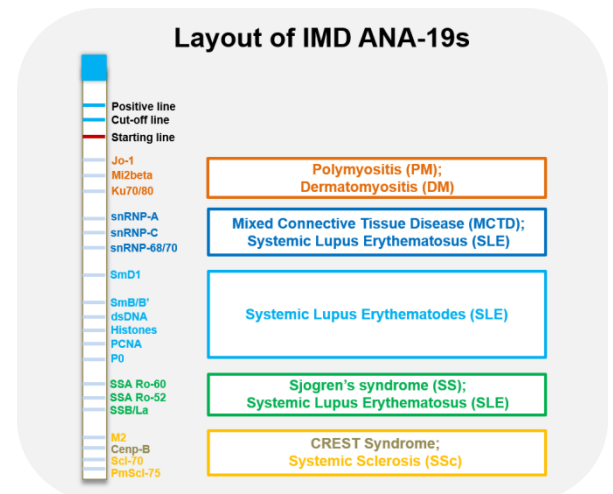 Layout of IMD ANA-19s
Positive line
Cut-off line
Starting line
Jo-1
Mi2beta
Ku70/80
Polymyositis (PM);
Dermatomyositis (DM)
snRNP-A
snRNP-C
snRNP-68/70
Mixed Connective Tissue Disease (MCTD);
Systemic Lupus Erythematosus (SLE)
SmD1
SmB/B'
dsDNA
Histones
PCNA
P0
Systemic Lupus Erythematodes (SLE)
SSA Ro-60
SSA Ro-52
SSB/La
Sjogren's syndrome (SS);
Systemic Lupus Erythematosus (SLE)
M2
Cenp-B
Scl-70
PmScl-75
CREST Syndrome;
Systemic Sclerosis (SSc)